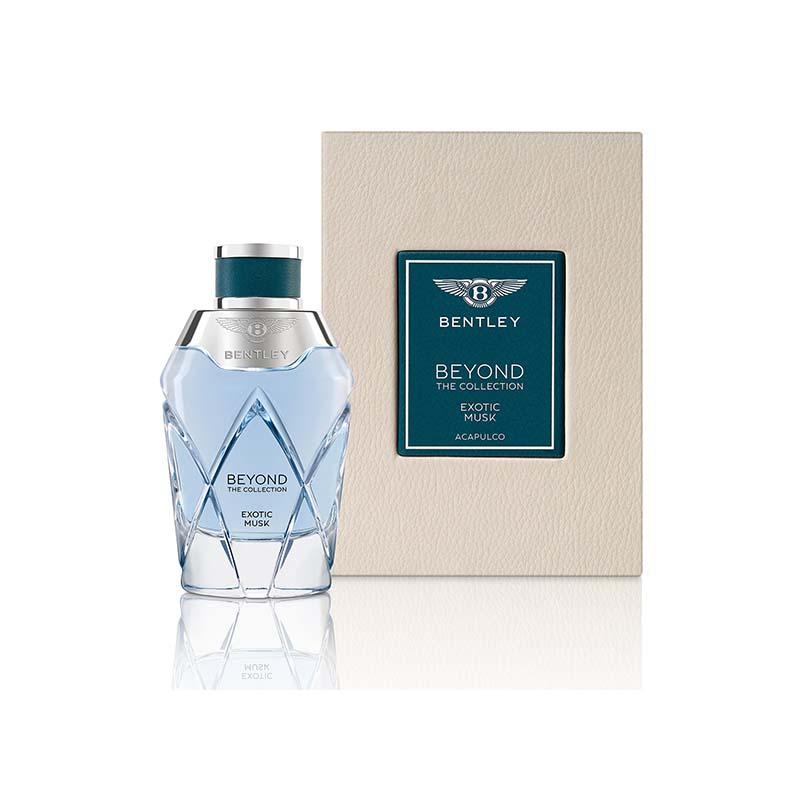 BENTLEY
BEYOND
THE COLLECTION
EXOTIC
MUSK
B
BENTLEY
BEYOND
THE COLLECTION
EXOTIC
MUSK
ACAPULCO
B